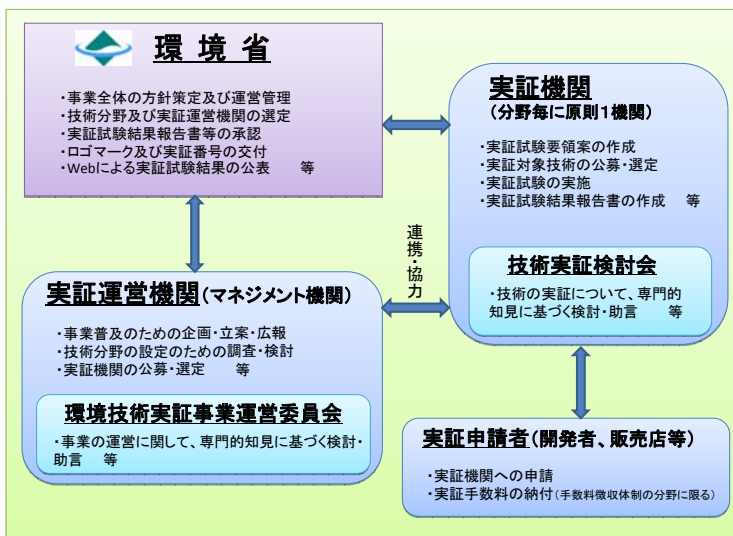 環境省
・事業全体の方針策定及び運営管理
・技術分野及び実証運営機関の選定
・実証試験結果報告書等の承認
・ロゴマーク及び実証番号の交付
・Webによる実証試験結果の公表　等
実証機関
(分野毎に原則1機関)
・実証試験要領案の作成
・実証対象技術の公募・選定
・実証試験の実施
・実証試験結果報告書の作成　等
技術実証検討会
・技術の実証について、専門的
知見に基づく検討・助言　等
連携・協力
実証運営機関(マネジメント機関)
・事業普及のための企画・立案・広報
・技術分野の設定のための調査・検討
・実証機関の公募・選定　等
環境技術実証事業運営委員会
・事業の運営に関して、専門的知見に基づく検討・
助言　等
実証申請者(開発者、販売店等)
・実証機関への申請
・実証手数料の納付(手数料徴収体制の分野に限る)